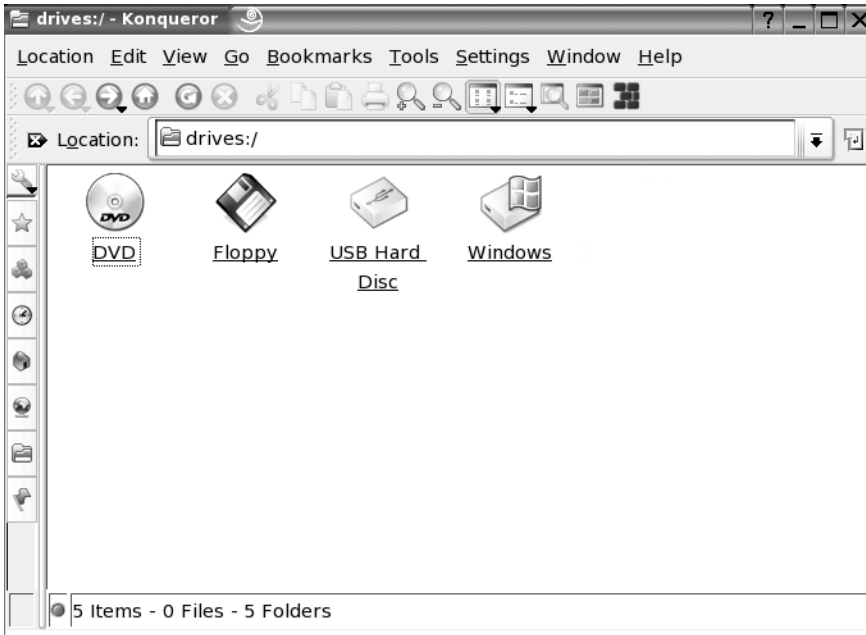 drives:/ - Konqueror
Location Edit View Go Bookmarks Tools Settings Window Help
Location: drives:/
DVD
DVD Floppy USB Hard Windows
Disc
5 Items - 0 Files - 5 Folders